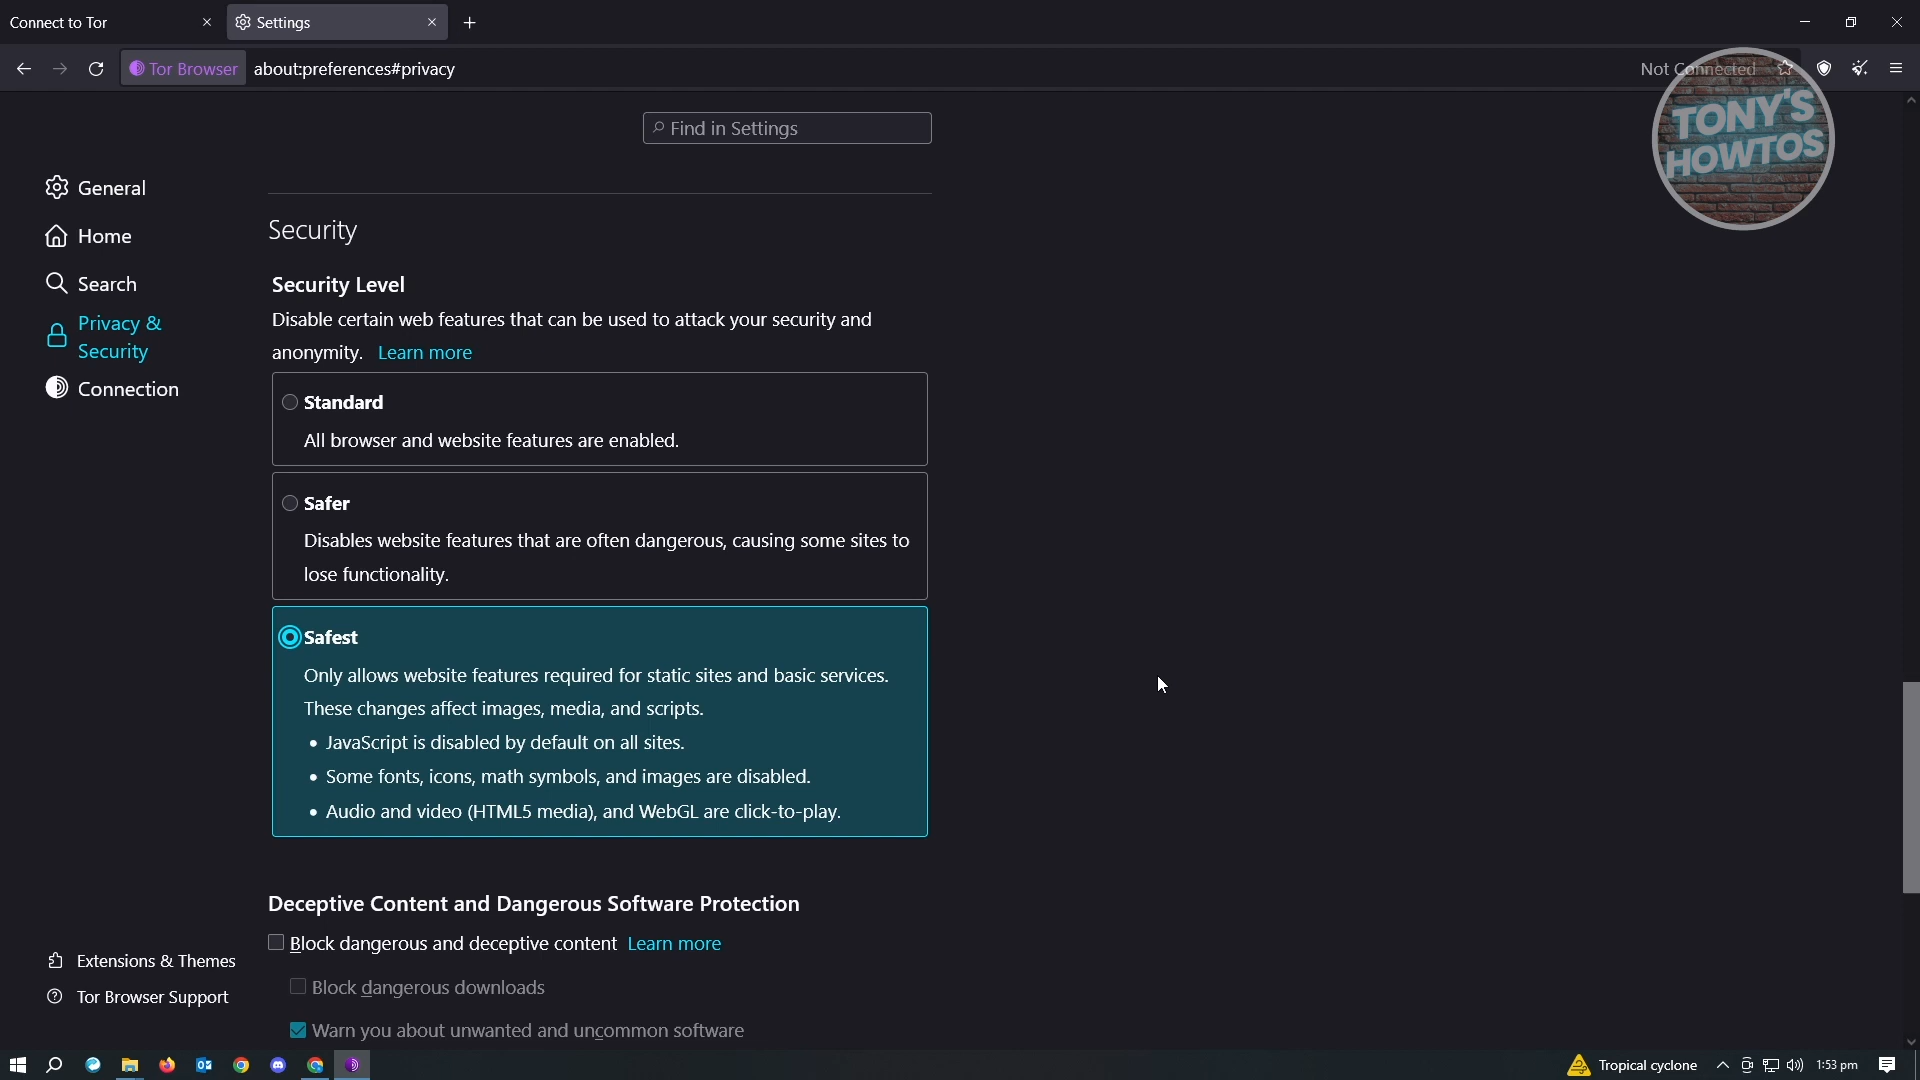 Connect to Tor
Settings
Tor Browser
about:preferences#privacy
Not Connected
TONY'S
HOWTOS
Find in Settings
General
Home
Search
Privacy &
Security
Connection
Security
Security Level
Disable certain web features that can be used to attack your security and
anonymity. Learn more
Standard
All browser and website features are enabled.
Safer
Disables website features that are often dangerous, causing some sites to
lose functionality.
Safest
Only allows website features required for static sites and basic services.
These changes affect images, media, and scripts.
• JavaScript is disabled by default on all sites.
• Some fonts, icons, math symbols, and images are disabled.
• Audio and video (HTML5 media), and WebGL are click-to-play.
Deceptive Content and Dangerous Software Protection
Block dangerous and deceptive content Learn more
Block dangerous downloads
Warn you about unwanted and uncommon software
Extensions & Themes
Tor Browser Support
Tropical cyclone
1:53 pm